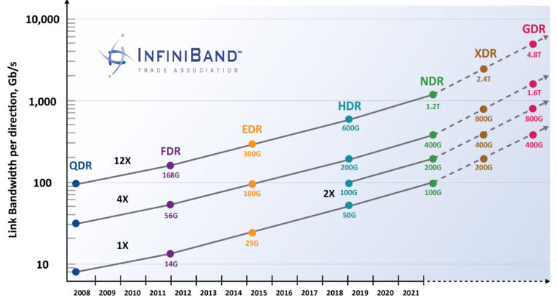 10,000
1,000
100
10
Link Bandwidth per direction, Gb/s
INFINIBAND™
TRADE ASSOCIATION
GDR
4.8T
XDR
2.4T
1.6T
NDR
1.2T
800G
800G
HDR
600G
400G
400G
400G
EDR
300G
200G
200G
200G
FDR
168G
12X
QDR
100G
2X
100G
100G
4X
56G
50G
1X
25G
14G
2008 2009 2010 2011 2012 2014 2015 2017 2018 2019 2020 2021